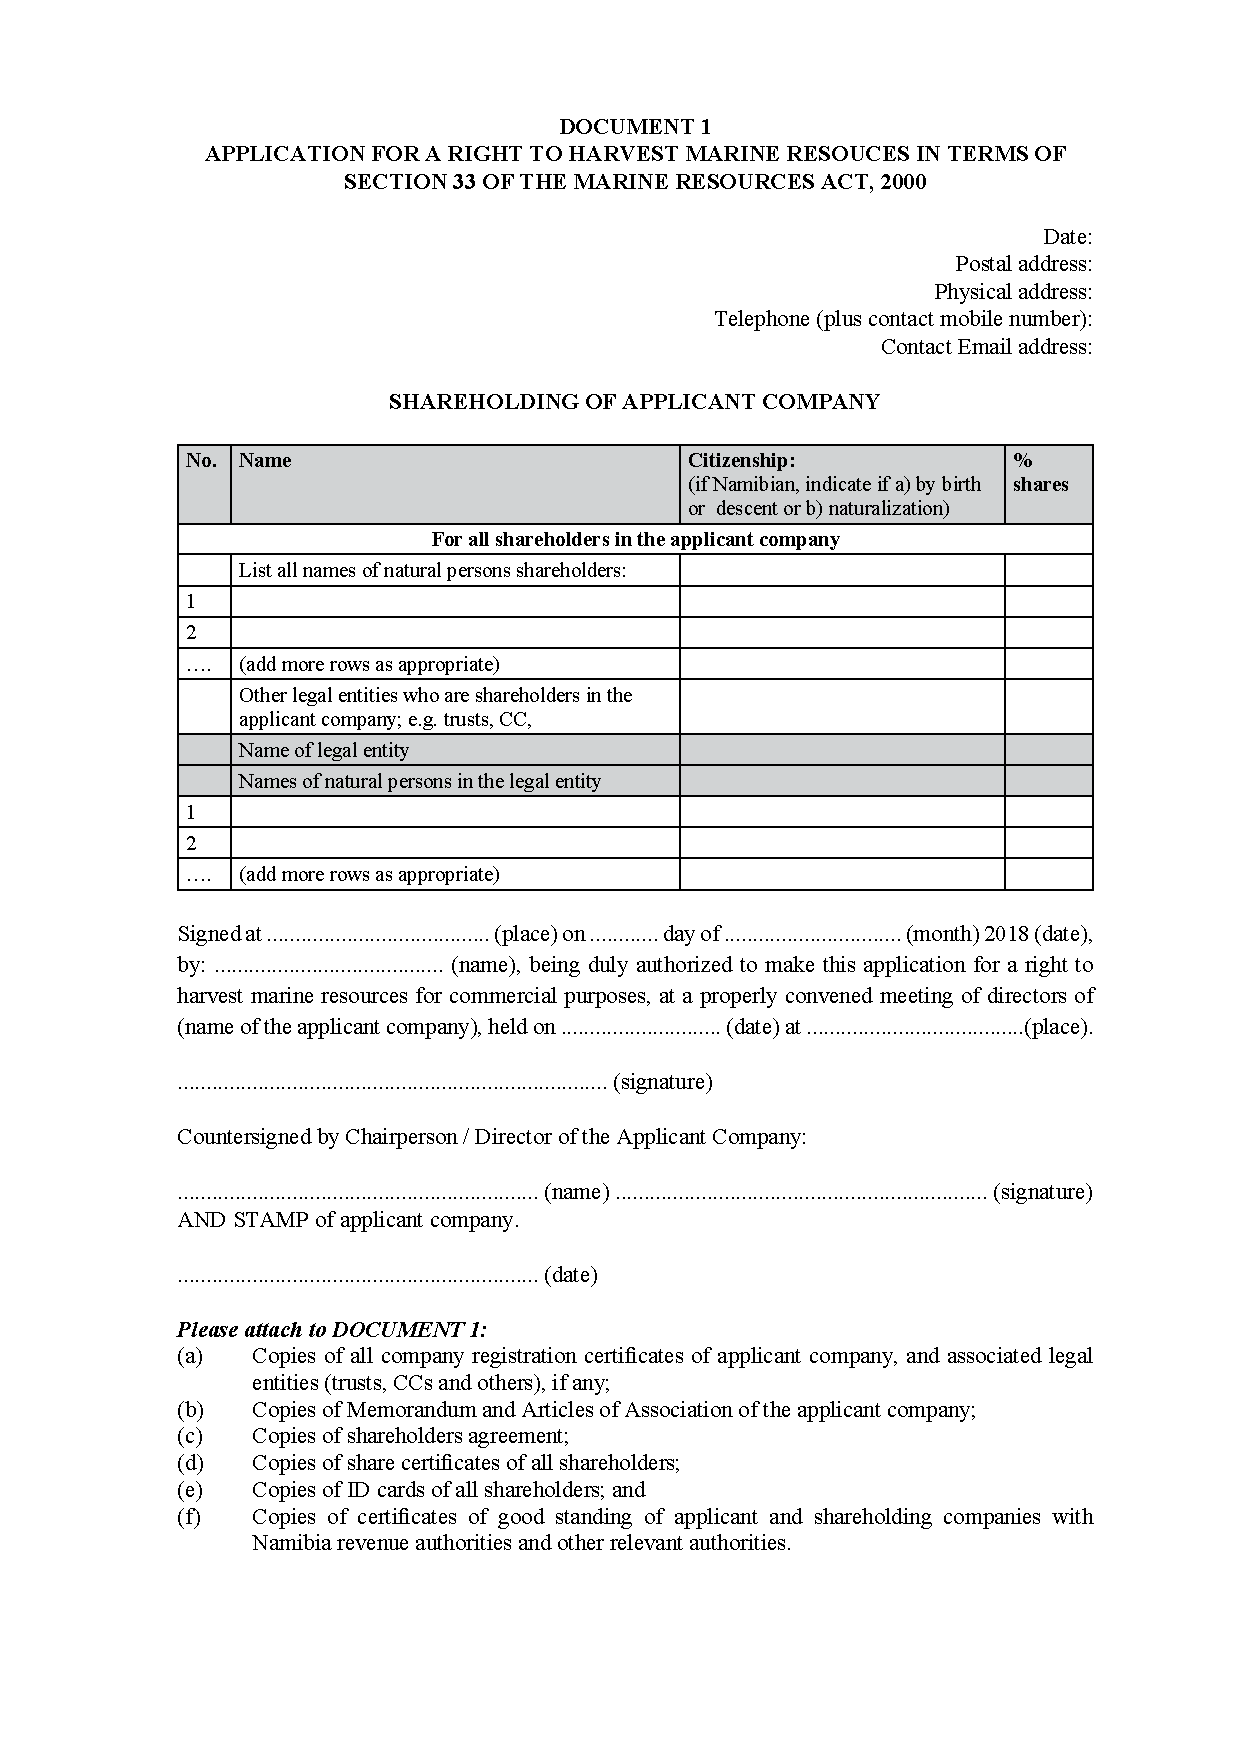 DOCUMENT 1
APPLICATION FOR A RIGHT TO HARVEST MARINE RESOUCES IN TERMS OF
SECTION 33 OF THE MARINE RESOURCES ACT, 2000
Date:
Postal address:
Physical address:
Telephone (plus contact mobile number):
Contact Email address:
SHAREHOLDING OF APPLICANT COMPANY
No. Name Citizenship: %
(if Namibian, indicate if a) by birth shares
or descent or b) naturalization)
For all shareholders in the applicant company
List all names of natural persons shareholders:
1
2
…. (add more rows as appropriate)
Other legal entities who are shareholders in the
applicant company; e.g. trusts, CC,
Name of legal entity
Names of natural persons in the legal entity
1
2
…. (add more rows as appropriate)
Signed at ....................................... (place) on ............ day of ............................... (month) 2018 (date),
by: ........................................ (name), being duly authorized to make this application for a right to
harvest marine resources for commercial purposes, at a properly convened meeting of directors of
(name of the applicant company), held on ............................ (date) at ......................................(place).
........................................................................... (signature)
Countersigned by Chairperson / Director of the Applicant Company:
............................................................... (name) ................................................................. (signature)
AND STAMP of applicant company.
............................................................... (date)
Please attach to DOCUMENT 1:
(a) Copies of all company registration certificates of applicant company, and associated legal
entities (trusts, CCs and others), if any;
(b) Copies of Memorandum and Articles of Association of the applicant company;
(c) Copies of shareholders agreement;
(d) Copies of share certificates of all shareholders;
(e) Copies of ID cards of all shareholders; and
(f) Copies of certificates of good standing of applicant and shareholding companies with
Namibia revenue authorities and other relevant authorities.